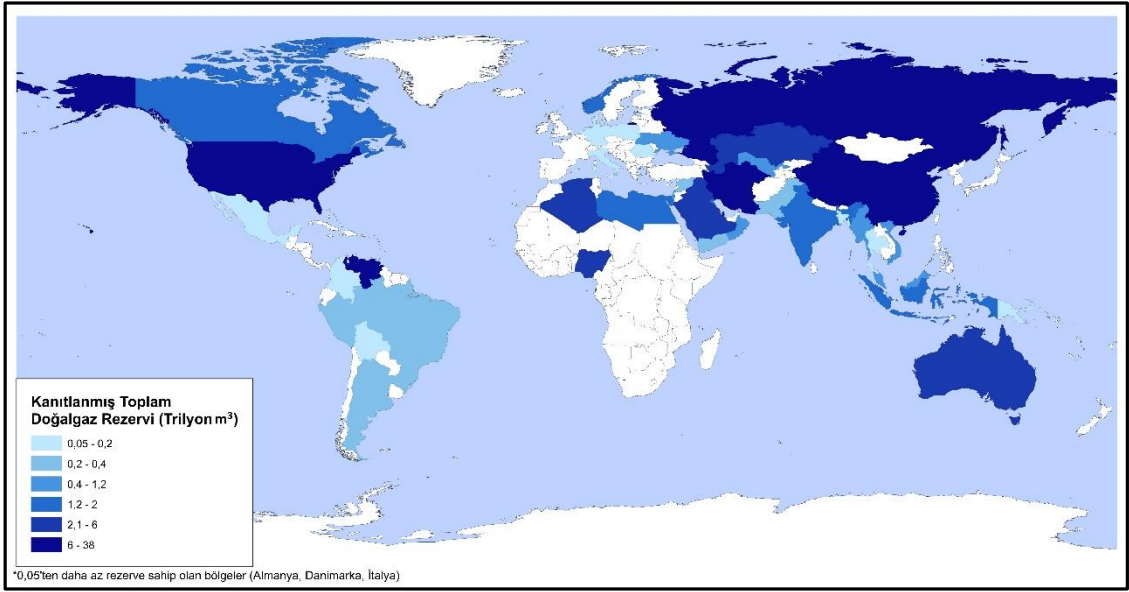 Kanıtlanmış Toplam
Doğalgaz Rezervi (Trilyon m³)
0,05 - 0,2
0,2 - 0,4
0,4 - 1,2
1,2 - 2
2,1 - 6
6 - 38
*0,05'ten daha az rezerve sahip olan bölgeler (Almanya, Danimarka, İtalya)